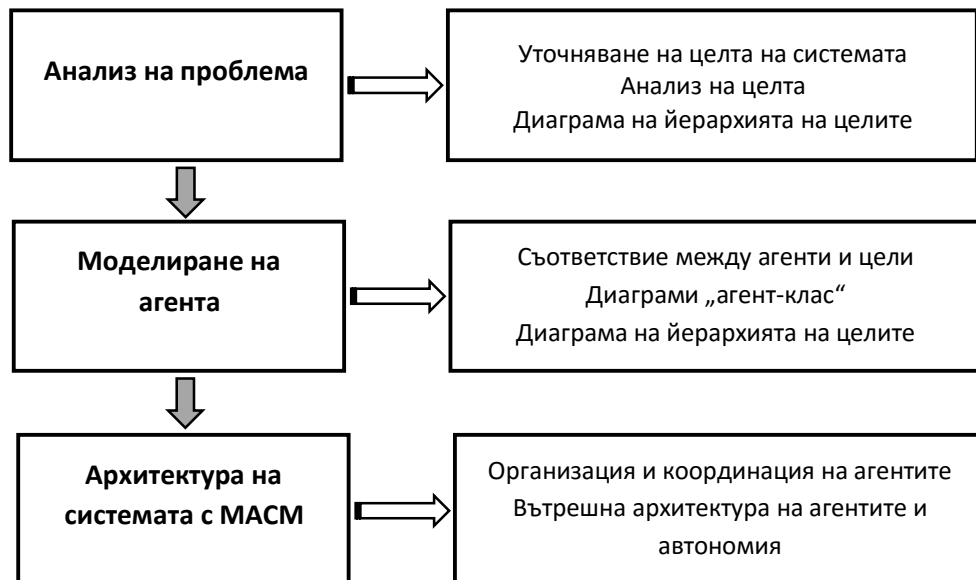 Анализ на проблема
Уточняване на целта на системата
Анализ на целта
Диаграма на йерархията на целите
Моделиране на
агента
Съответствие между агенти и цели
Диаграми „агент-клас“
Диаграма на йерархията на целите
Архитектура на
системата с МАСМ
Организация и координация на агентите
Вътрешна архитектура на агентите и
автономия